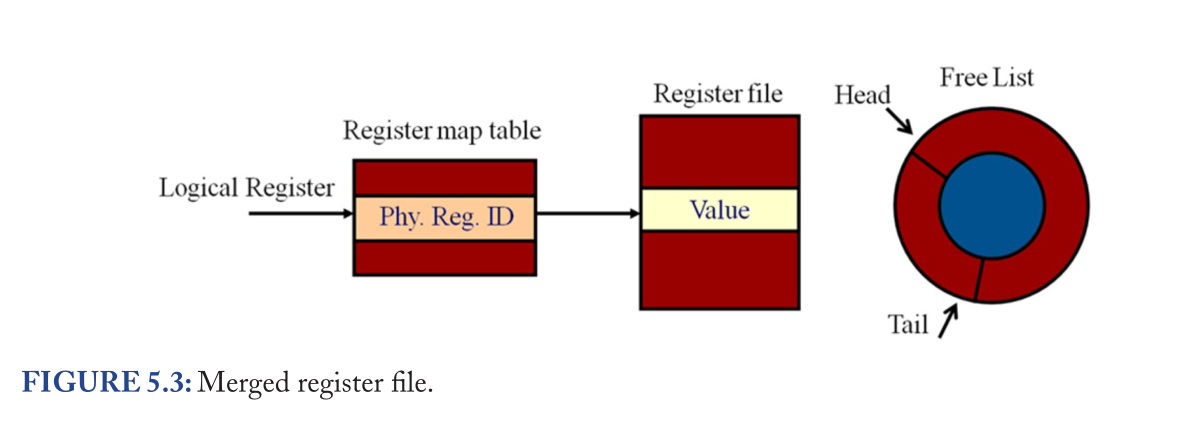 Free List
Register file
Head
Register map table
Logical Register
Phy. Reg. ID
Value
Tail
FIGURE 5.3: Merged register file.